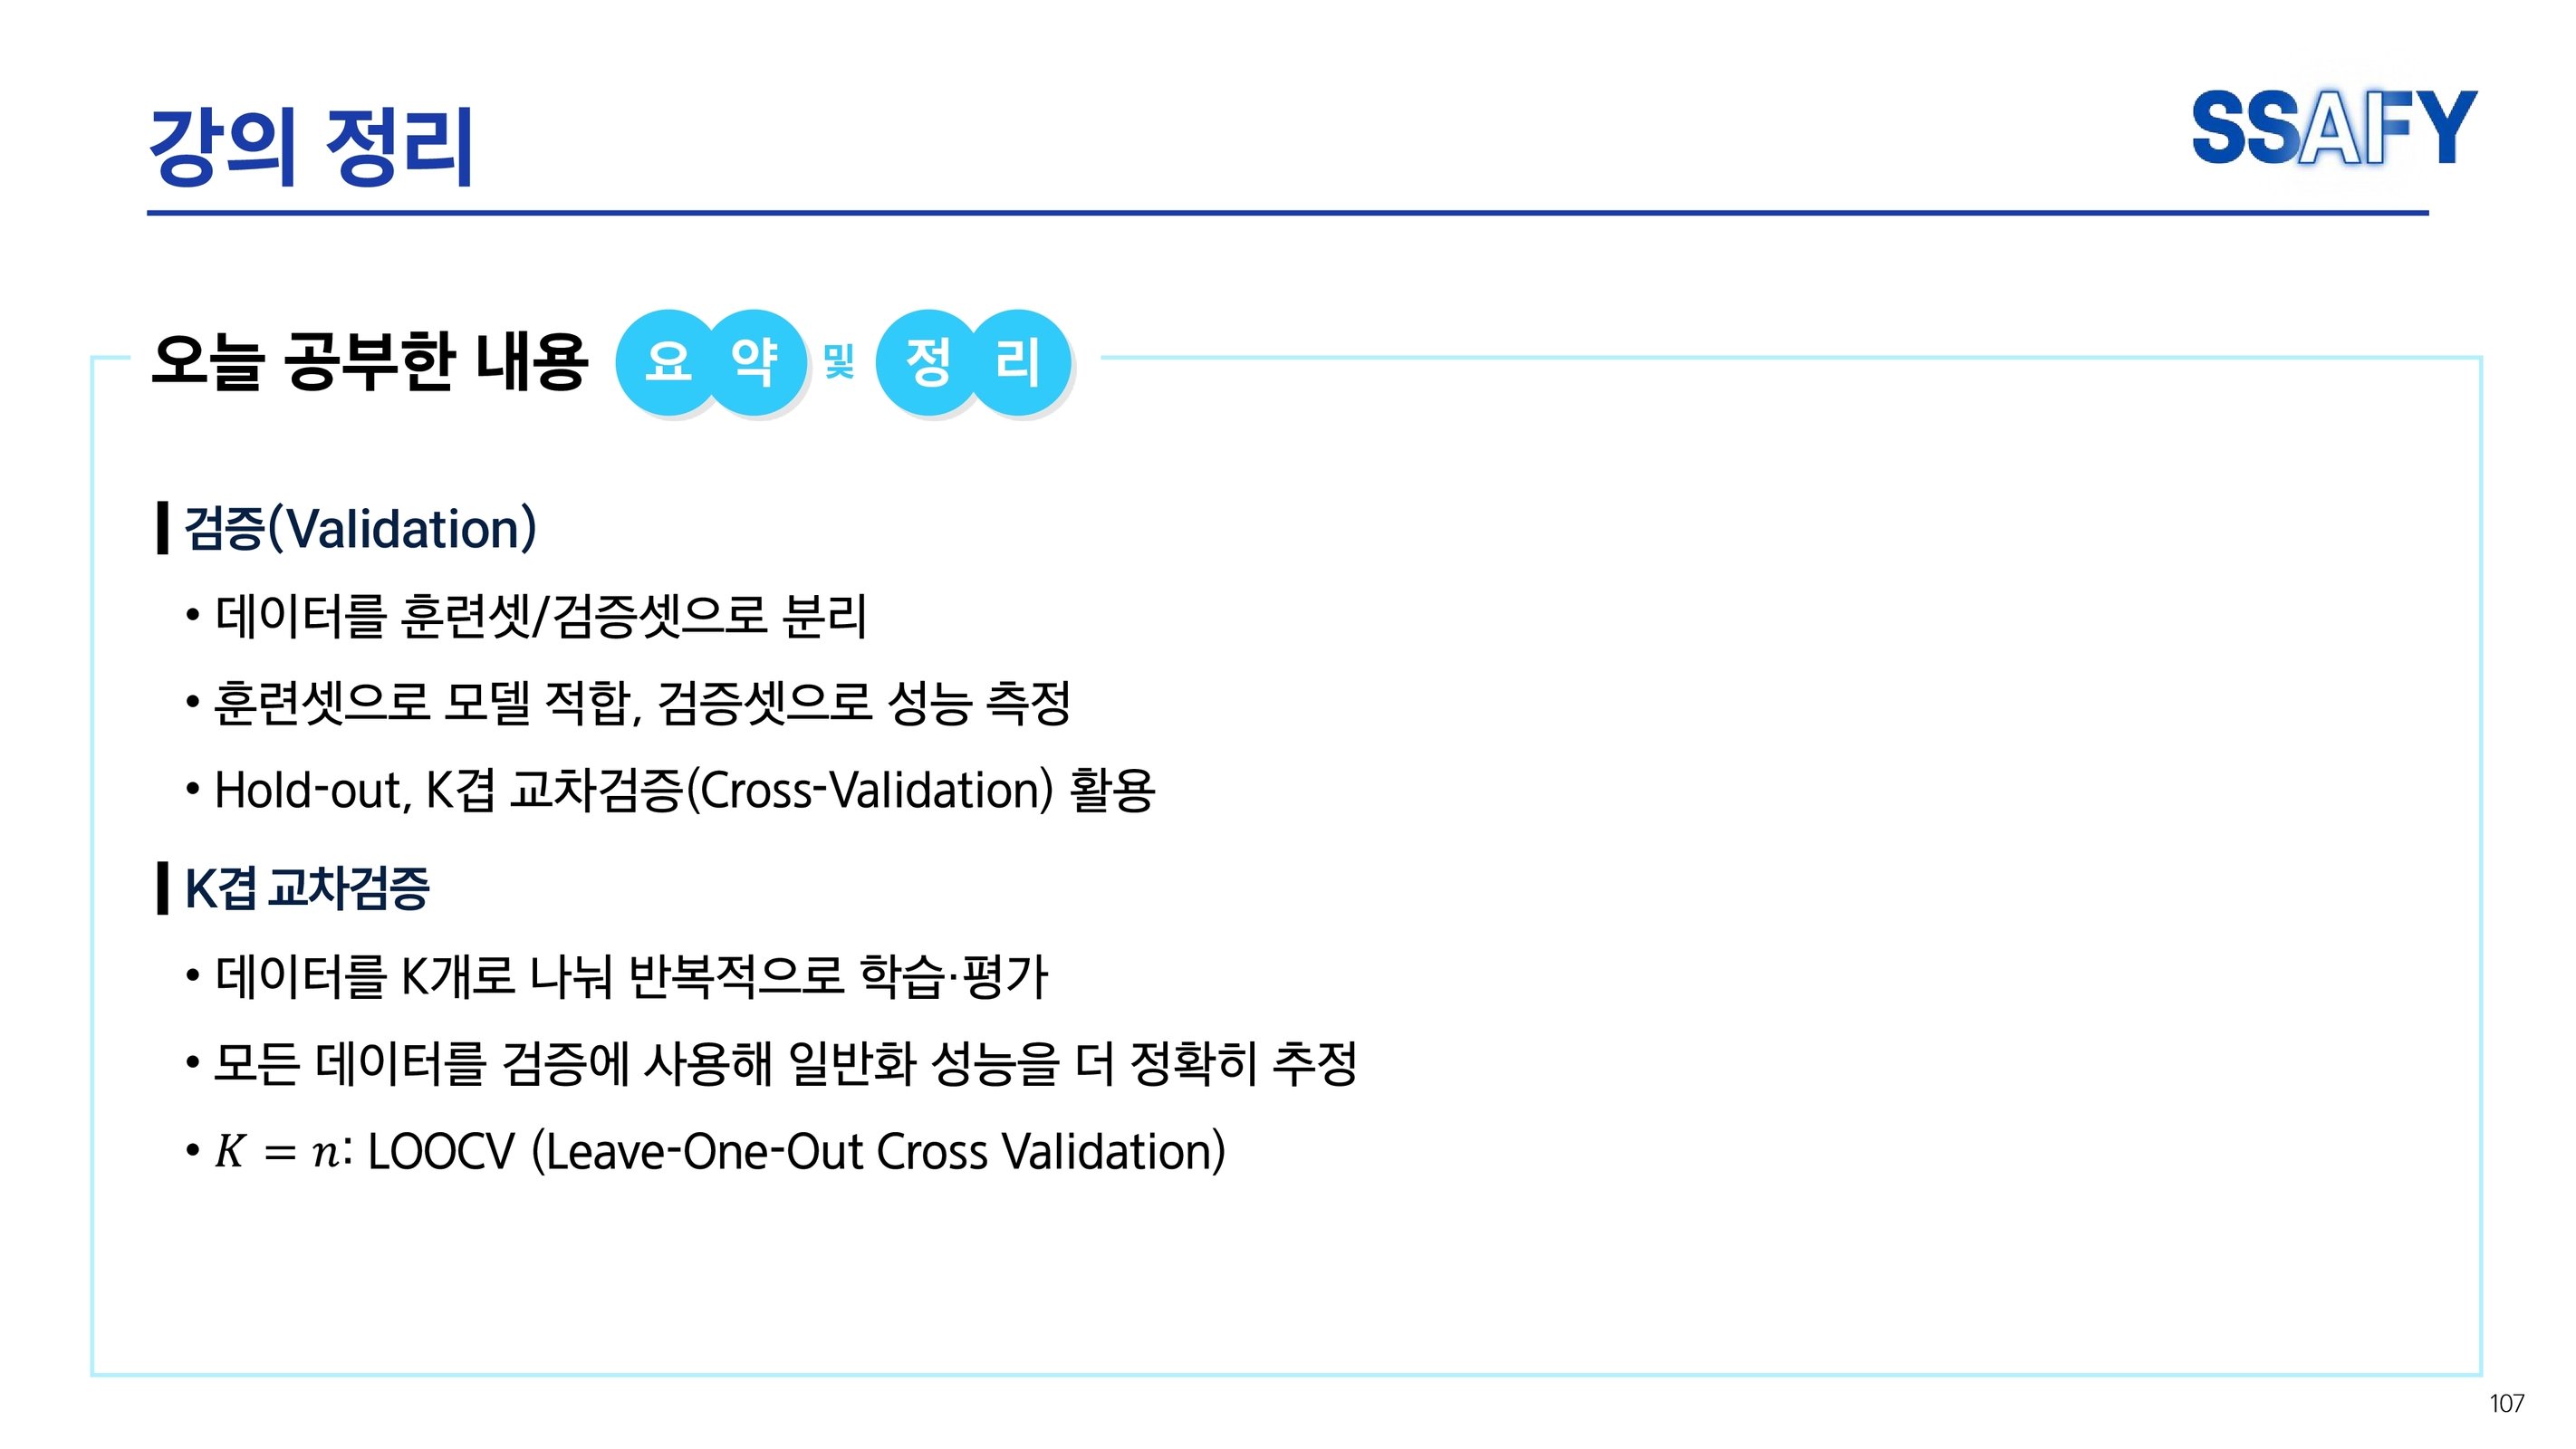 강의 정리
SSAFY
오늘 공부한 내용 요약 및 정리
검증(Validation)
• 데이터를 훈련셋/검증셋으로 분리
• 훈련셋으로 모델 적합, 검증셋으로 성능 측정
• Hold-out, K겹 교차검증(Cross-Validation) 활용
K겹 교차검증
• 데이터를 K개로 나눠 반복적으로 학습·평가
• 모든 데이터를 검증에 사용해 일반화 성능을 더 정확히 추정
• K = n: LOOCV (Leave-One-Out Cross Validation)
107